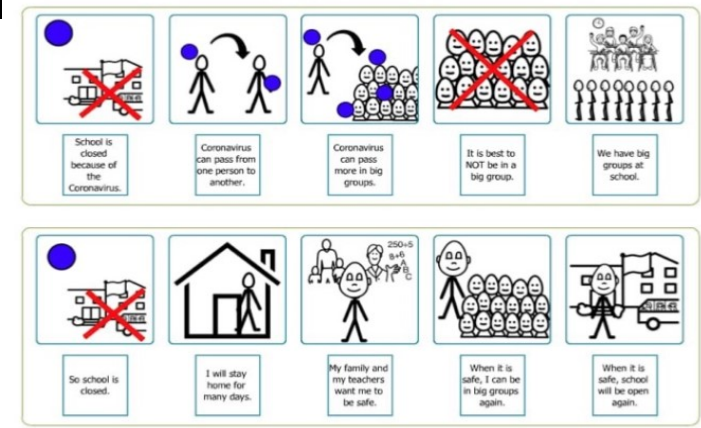 School is
closed
because of
the
Coronavirus.
Coronavirus
can pass from
one person to
another.
Coronavirus
can pass
more in big
groups.
It is best to
NOT be in a
big group.
We have big
groups at
school.
250÷5
8+6
A
B
C
So school is
closed.
I will stay
home for
many days.
My family and
my teachers
want me to
be safe.
When it is
safe, I can be
in big groups
again.
When it is
safe, school
will be open
again.